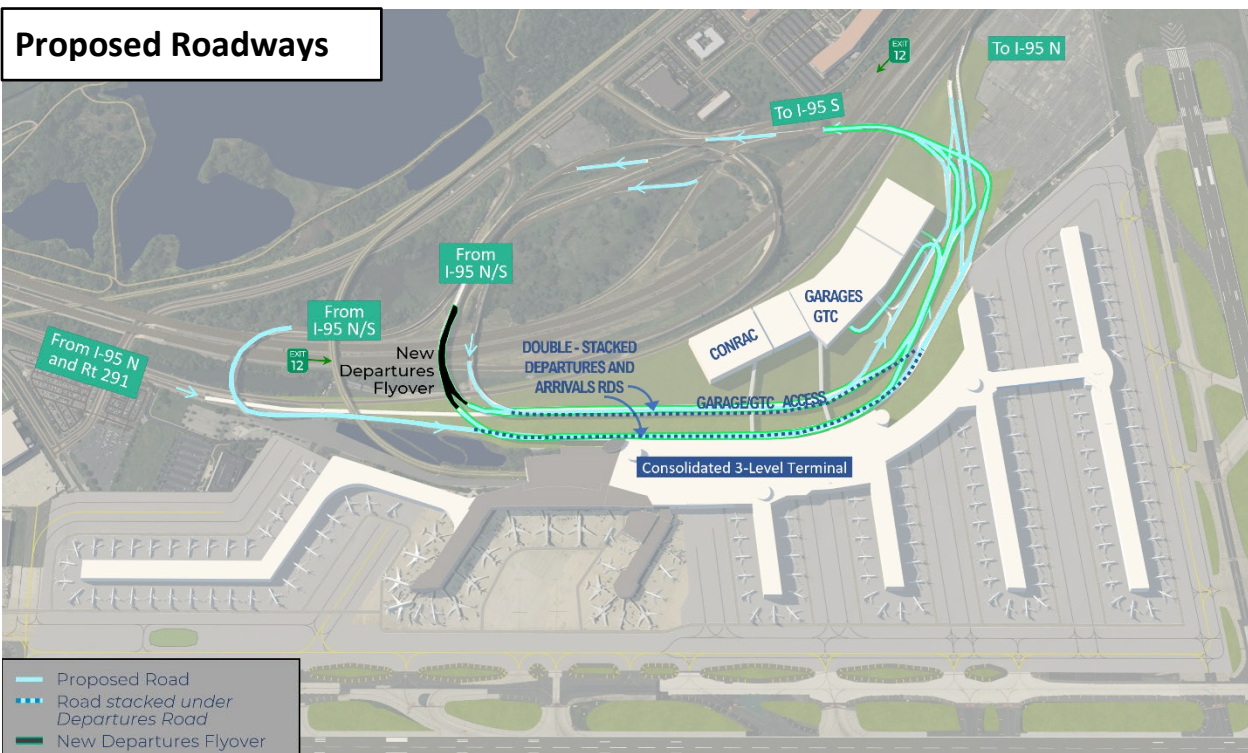 Proposed Roadways
EXIT
12
To I-95 N
To I-95 S
From
I-95 N/S
From
I-95 N/S
From I-95 N
and Rt 291
EXIT
12
New
Departures
Flyover
DOUBLE - STACKED
DEPARTURES AND
ARRIVALS RDS
CONRAC
GARAGES
GTC
GARAGE/GTC ACCESS
Consolidated 3-Level Terminal
Proposed Road
Road stacked under
Departures Road
New Departures Flyover